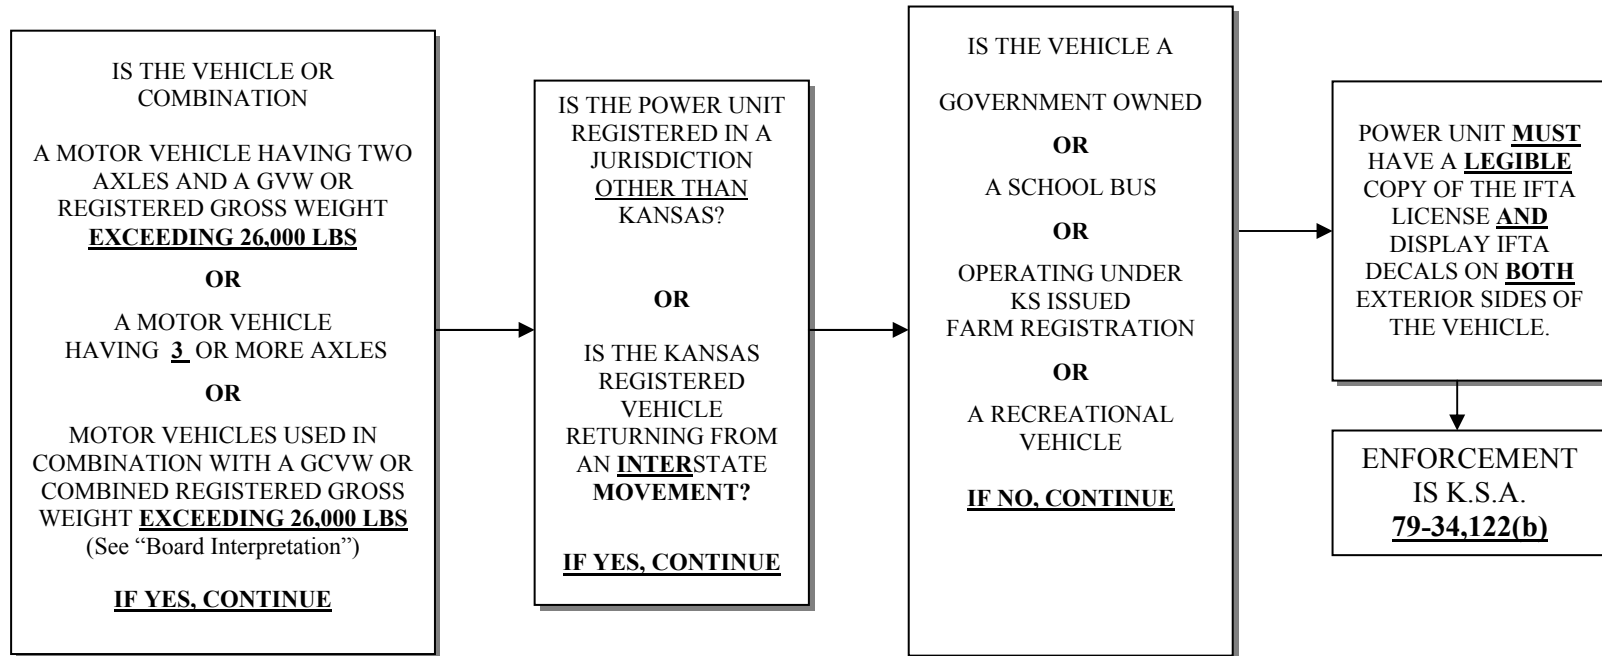 IS THE VEHICLE OR
COMBINATION
A MOTOR VEHICLE HAVING TWO
AXLES AND A GVW OR
REGISTERED GROSS WEIGHT
EXCEEDING 26,000 LBS
OR
A MOTOR VEHICLE
HAVING 3 OR MORE AXLES
OR
MOTOR VEHICLES USED IN
COMBINATION WITH A GCVW OR
COMBINED REGISTERED GROSS
WEIGHT EXCEEDING 26,000 LBS
(See “Board Interpretation”)
IF YES, CONTINUE
IS THE POWER UNIT
REGISTERED IN A
JURISDICTION
OTHER THAN
KANSAS?
OR
IS THE KANSAS
REGISTERED
VEHICLE
RETURNING FROM
AN INTERSTATE
MOVEMENT?
IF YES, CONTINUE
IS THE VEHICLE A
GOVERNMENT OWNED
OR
A SCHOOL BUS
OR
OPERATING UNDER
KS ISSUED
FARM REGISTRATION
OR
A RECREATIONAL
VEHICLE
IF NO, CONTINUE
POWER UNIT MUST
HAVE A LEGIBLE
COPY OF THE IFTA
LICENSE AND
DISPLAY IFTA
DECALS ON BOTH
EXTERIOR SIDES OF
THE VEHICLE.
ENFORCEMENT
IS K.S.A.
79-34,122(b)